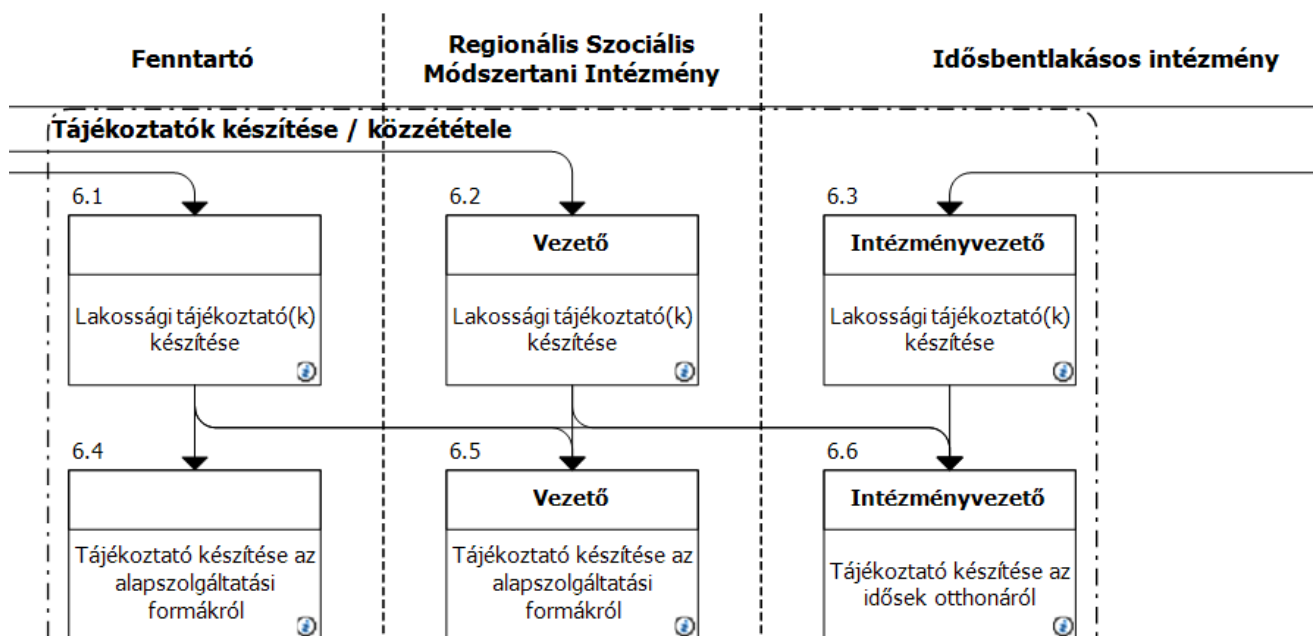 Fenntartó
Regionális Szociális
Módszertani Intézmény
Idősbentlakásos intézmény
Tájékoztatók készítése / közzététele
6.1
6.2
6.3
Vezető
Intézményvezető
Lakossági tájékoztató(k)
készítése
Lakossági tájékoztató(k)
készítése
Lakossági tájékoztató(k)
készítése
6.4
6.5
6.6
Vezető
Intézményvezető
Tájékoztató készítése az
alapszolgáltatási
formákról
Tájékoztató készítése az
alapszolgáltatási
formákról
Tájékoztató készítése az
idősek otthonáról